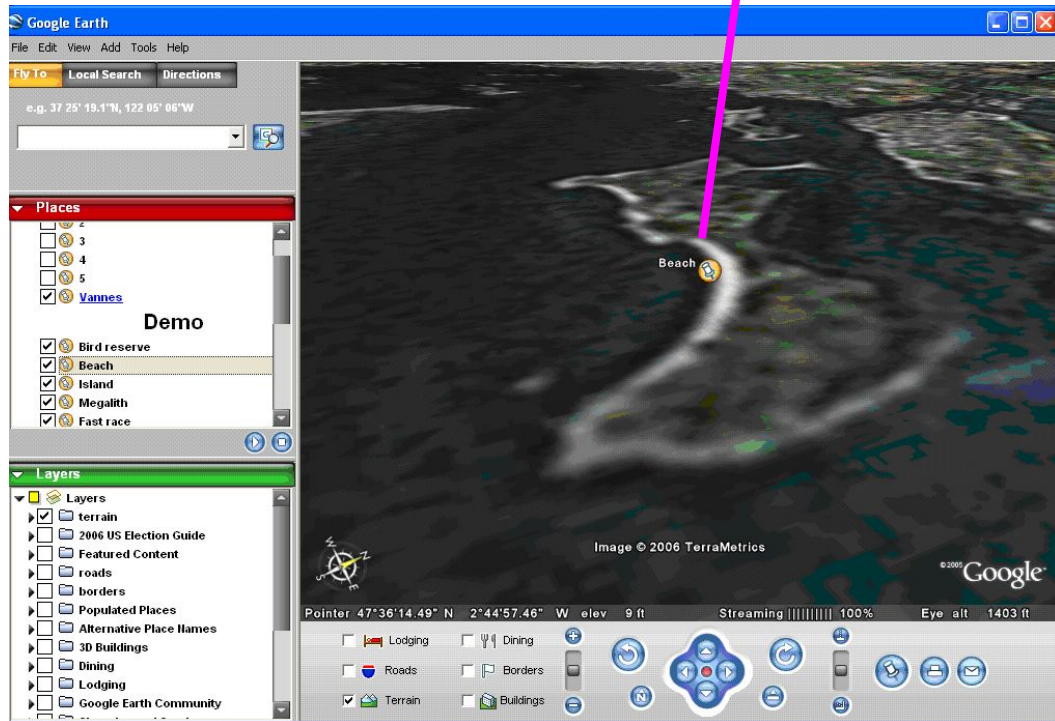 Google Earth
File Edit View Add Tools Help
Fly To Local Search Directions
e.g. 37 25' 19.1"N, 122 05' 06"W
Places
2
3
4
5
Vannes
Demo
Bird reserve
Beach
Island
Megalith
Fast race
Layers
Layers
terrain
2006 US Election Guide
Featured Content
roads
borders
Populated Places
Alternative Place Names
3D Buildings
Dining
Lodging
Google Earth Community
Beach
N
W
S
E
Image © 2006 TerraMetrics
©2005 Google
Pointer 47°36'14.49" N 2°44'57.46" W elev 9 ft Streaming |||||||||| 100% Eye alt 1403 ft
Lodging Dining
Roads Borders
Terrain Buildings
N